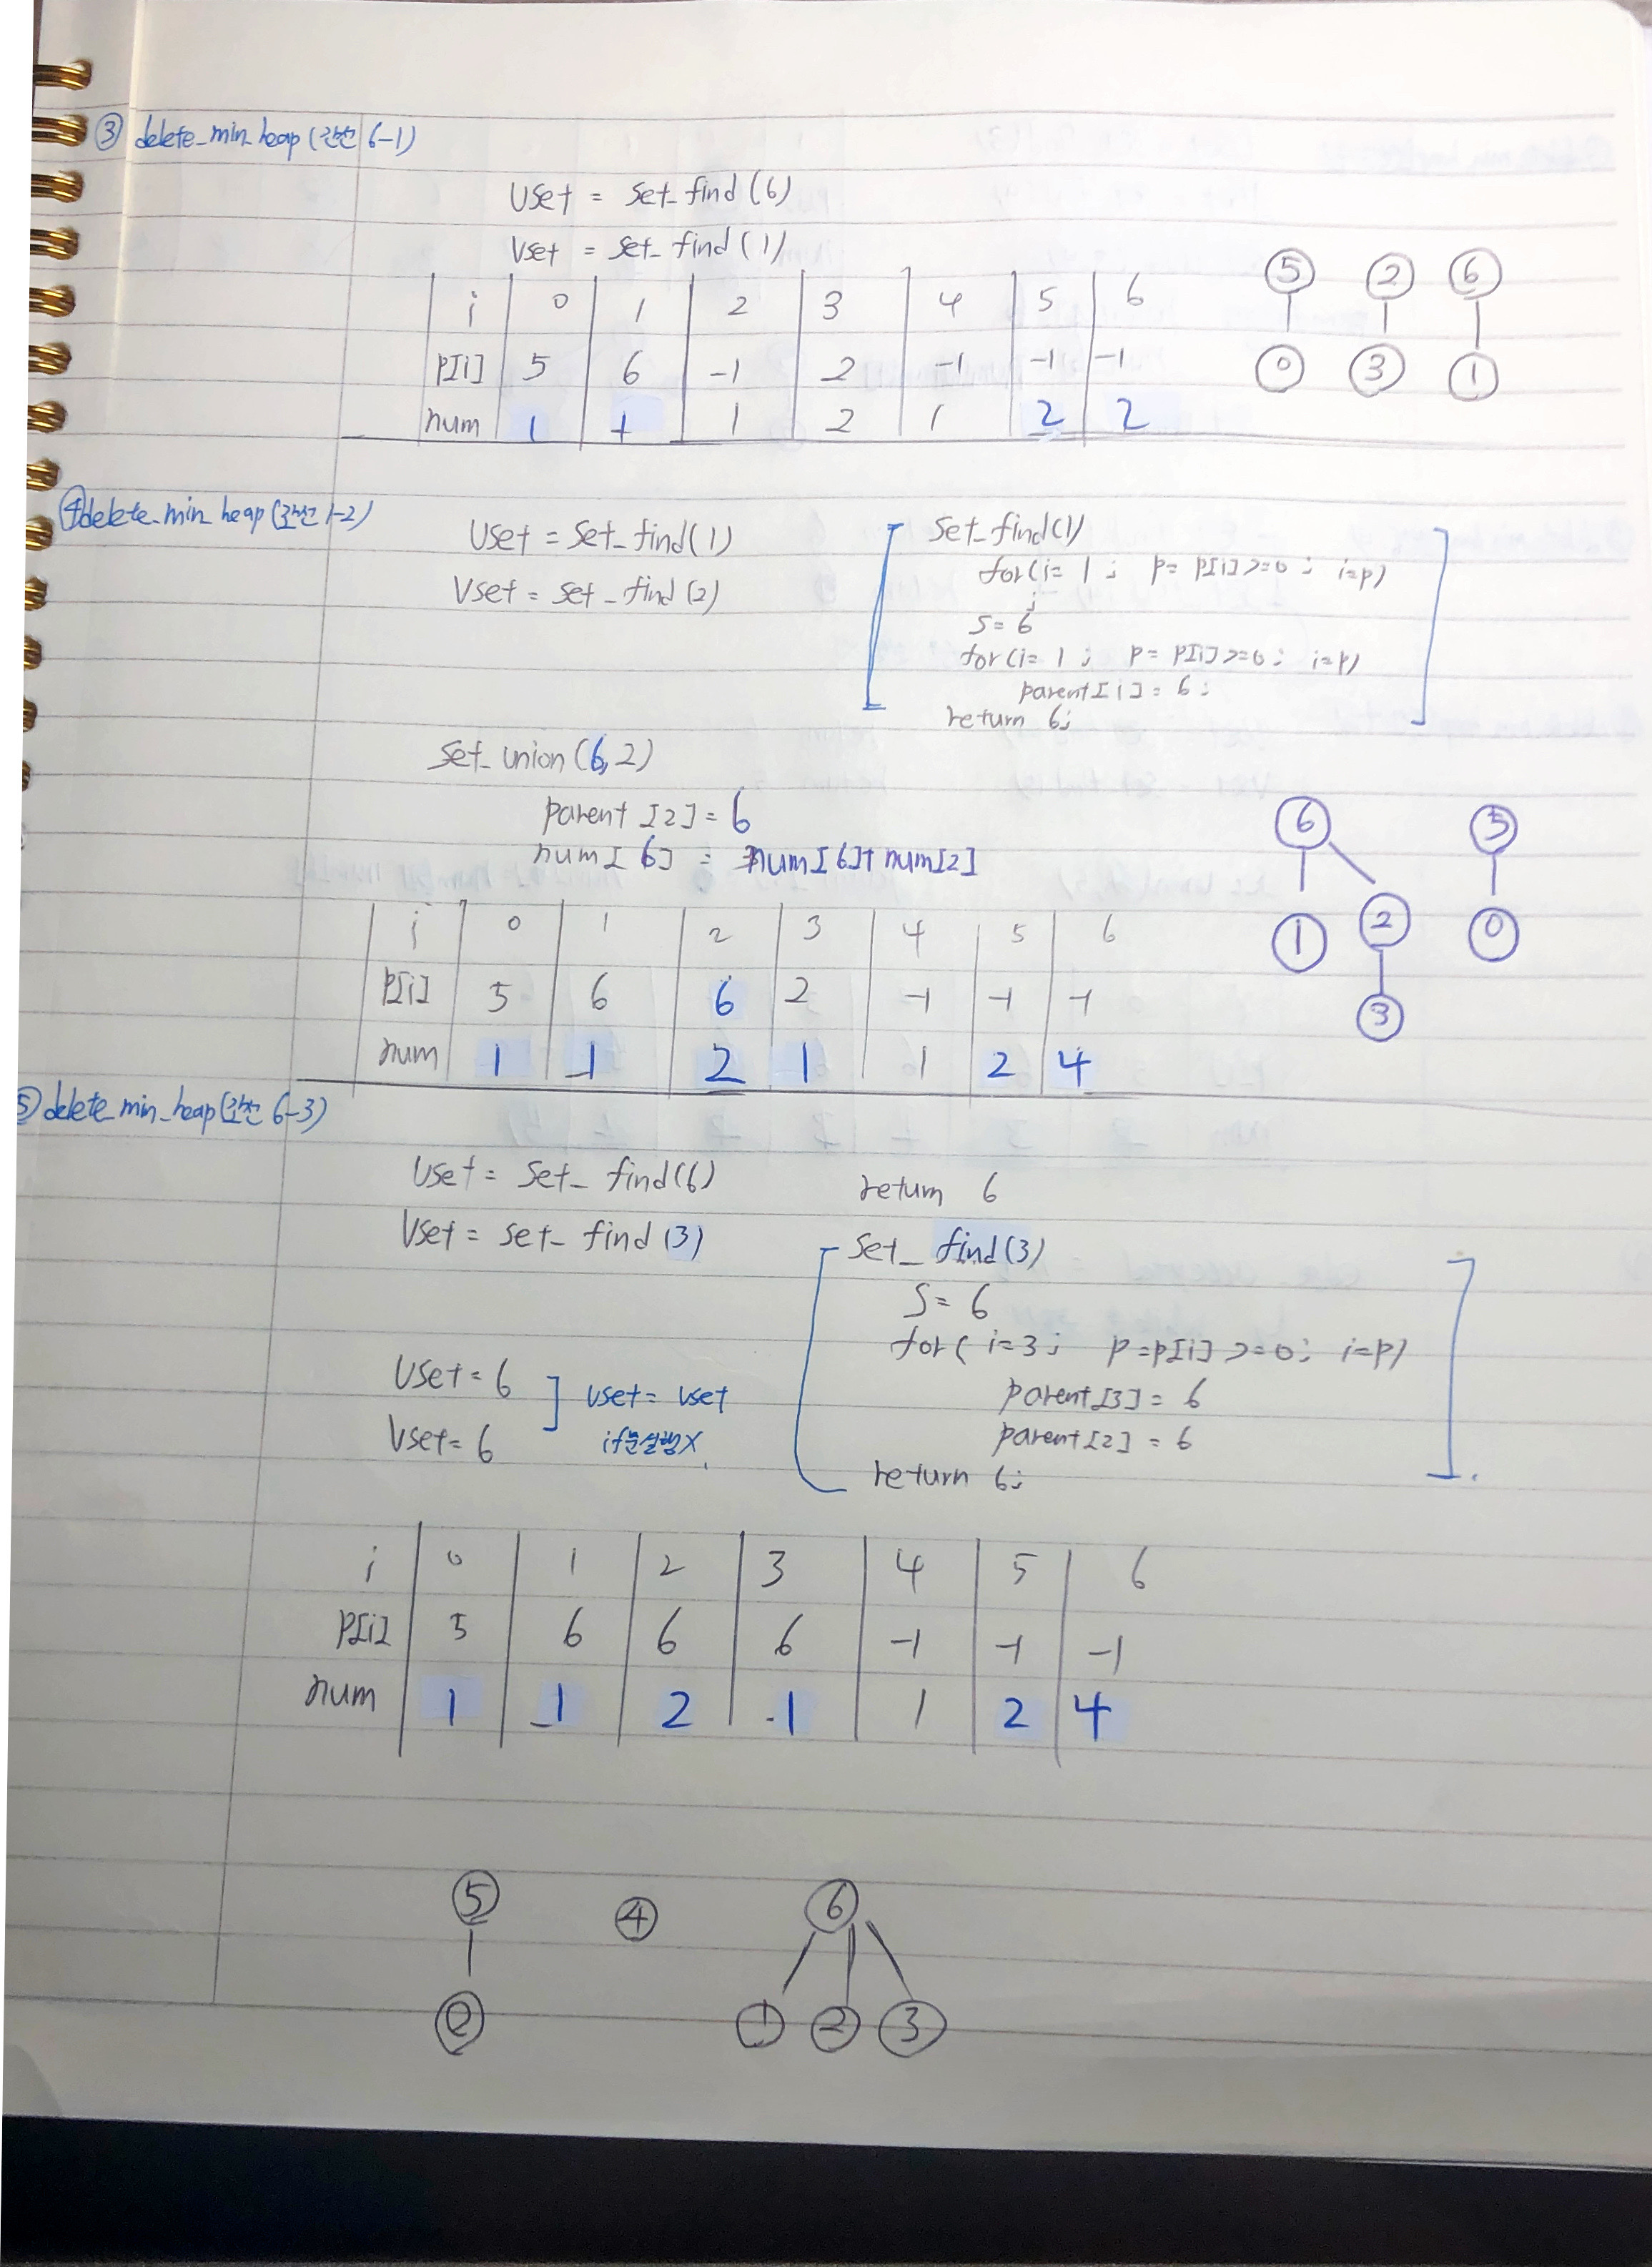 ③ delete_min_heap (간선 6-1)
Uset = set_find (6)
Vset = set_find (1)
i 0 1 2 3 4 5 6
P[i] 5 6 -1 2 -1 -1 -1
num 1 1 1 2 1 2 2
5 2 6
0 3 1
④ delete_min_heap (간선 1-2)
Uset = set_find(1)
Vset = set_find (2)
Set_find(1)
for(i= 1 ; p= P[i]>=0 ; i=p)
;
S= 6
for(i= 1 ; p= P[i]>=0 ; i=p)
parent[i] = 6 ;
return 6;
Set_union (6,2)
parent [2] = 6
num[6] = num[6]+ num[2]
6 5
1 2 0
3
i 0 1 2 3 4 5 6
P[i] 5 6 6 2 -1 -1 -1
num 1 1 2 1 1 2 4
⑤ delete_min_heap (간선 6-3)
Uset = Set_find(6) return 6
Vset = set_find (3)
Set_find(3)
S= 6
for( i=3 ; p=P[i] >=0 ; i=p)
parent[3] = 6
parent[2] = 6
return 6;
Uset = 6
Vset = 6
uset = vset
if문실행X
i 0 1 2 3 4 5 6
P[i] 5 6 6 6 -1 -1 -1
num 1 1 2 1 1 2 4
5 4 6
0 1 2 3